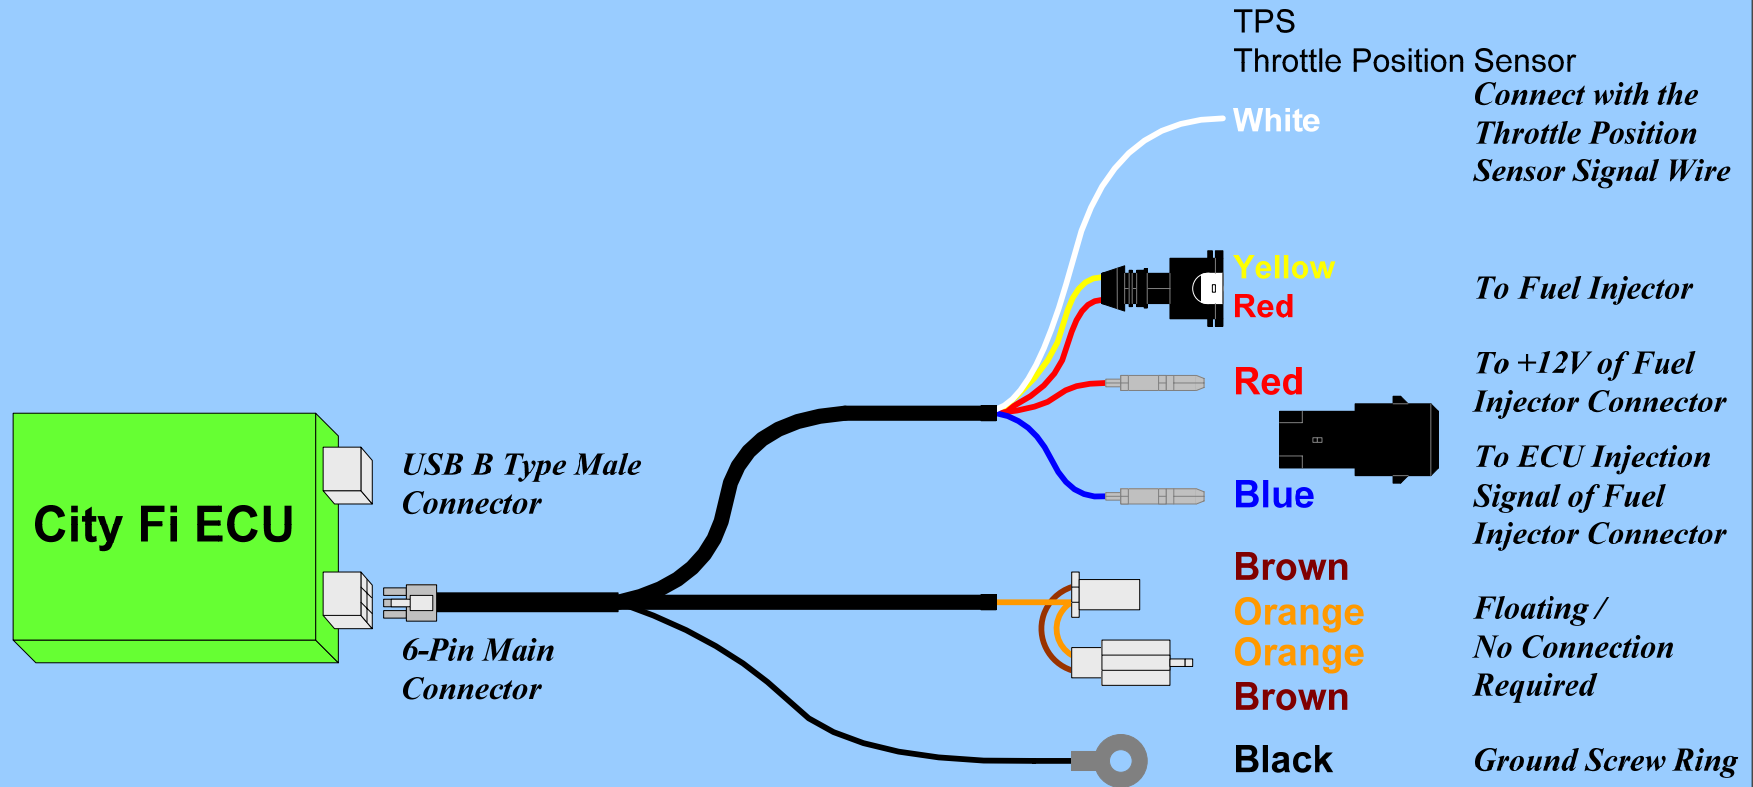 TPS
Throttle Position Sensor
White
Connect with the
Throttle Position
Sensor Signal Wire
Yellow
Red
To Fuel Injector
Red
To +12V of Fuel
Injector Connector
Blue
To ECU Injection
Signal of Fuel
Injector Connector
City Fi ECU
USB B Type Male
Connector
6-Pin Main
Connector
Brown
Orange
Orange
Brown
Floating /
No Connection
Required
Black
Ground Screw Ring